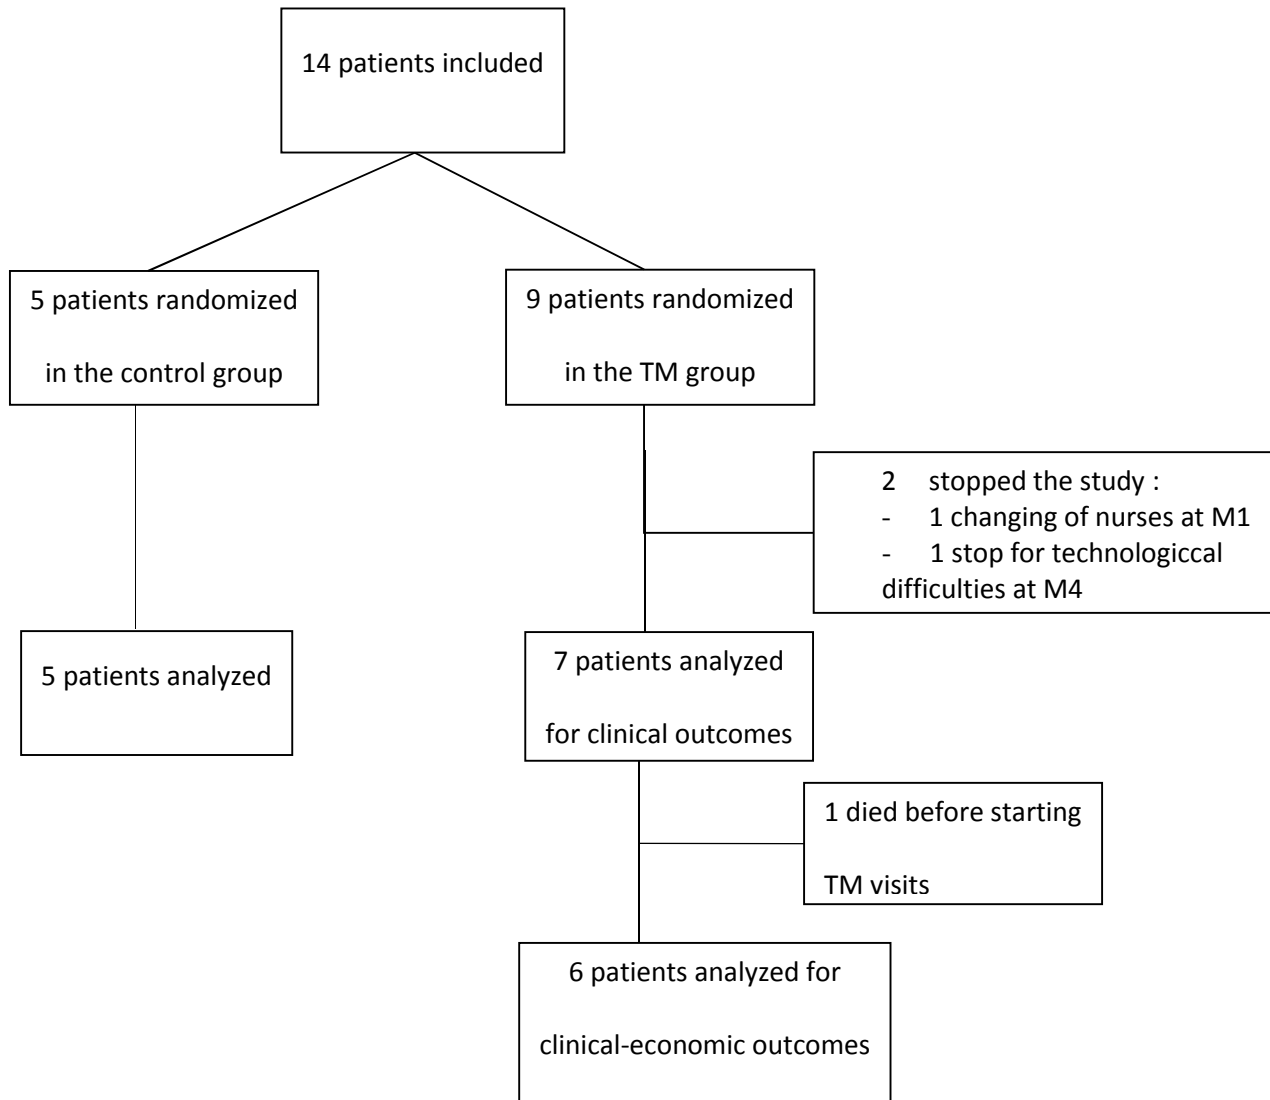 14 patients included
5 patients randomized
in the control group
9 patients randomized
in the TM group
2 stopped the study :
- 1 changing of nurses at M1
- 1 stop for technologiccal
difficulties at M4
5 patients analyzed
7 patients analyzed
for clinical outcomes
1 died before starting
TM visits
6 patients analyzed for
clinical-economic outcomes